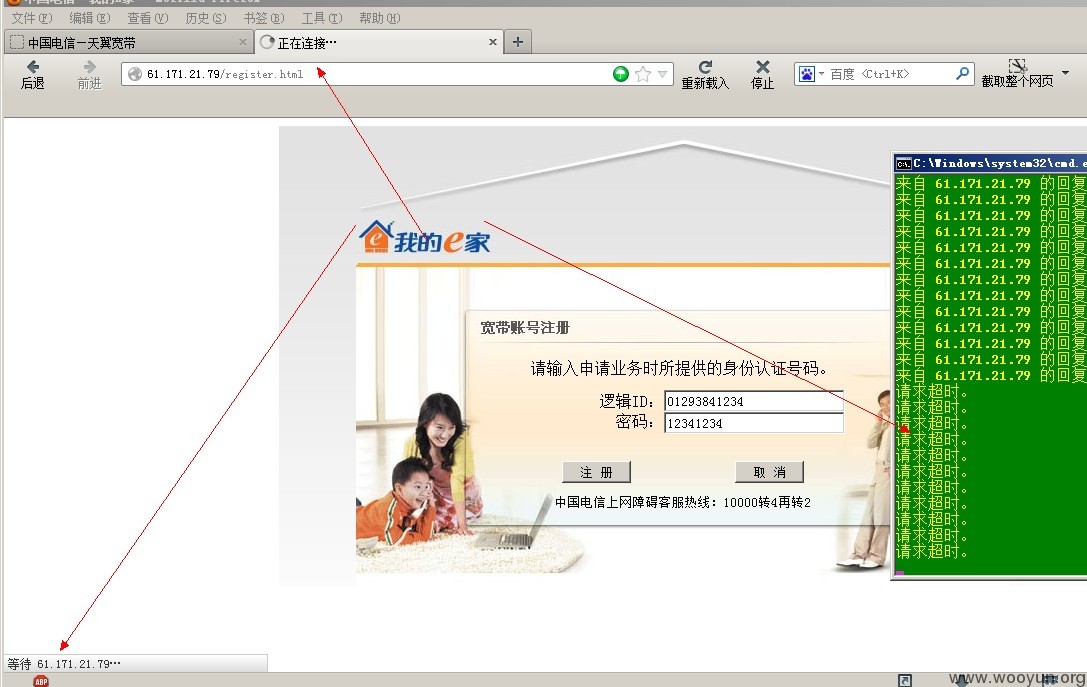 文件(F) 编辑(E) 查看(V) 历史(S) 书签(B) 工具(T) 帮助(H)
中国电信—天翼宽带 × 正在连接… × +
后退 前进 61.171.21.79/register.html 重新载入 停止 百度 <Ctrl+K> 截取整个网页
C:\Windows\system32\cmd.e
来自 61.171.21.79 的回复
来自 61.171.21.79 的回复
来自 61.171.21.79 的回复
来自 61.171.21.79 的回复
来自 61.171.21.79 的回复
来自 61.171.21.79 的回复
来自 61.171.21.79 的回复
来自 61.171.21.79 的回复
来自 61.171.21.79 的回复
来自 61.171.21.79 的回复
来自 61.171.21.79 的回复
来自 61.171.21.79 的回复
来自 61.171.21.79 的回复
请求超时。
请求超时。
请求超时。
请求超时。
请求超时。
请求超时。
请求超时。
请求超时。
请求超时。
请求超时。
请求超时。
我的e家
宽带账号注册
请输入申请业务时所提供的身份认证号码。
逻辑ID： 01293841234
密码： 12341234
注 册 取 消
中国电信上网障碍客服热线：10000转4再转2
等待 61.171.21.79…
ABP
www.wooyun.org